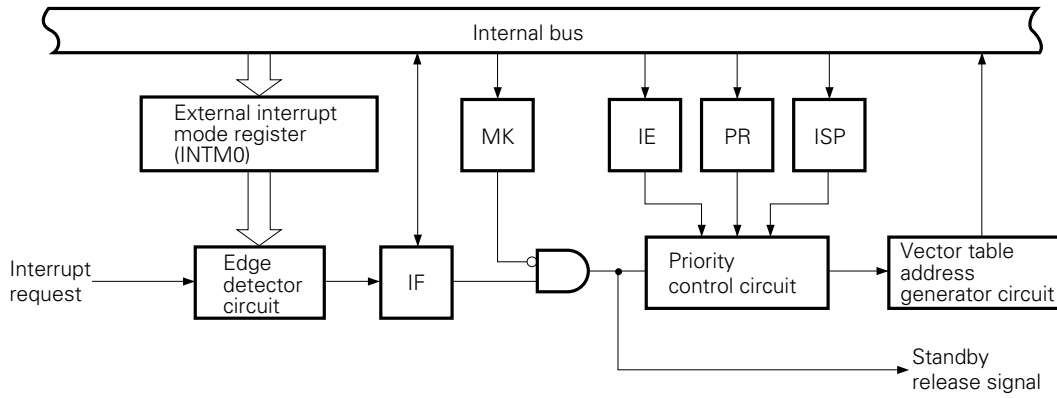 Internal bus
External interrupt
mode register
(INTM0)
MK
IE
PR
ISP
Interrupt
request
Edge
detector
circuit
IF
Priority
control circuit
Vector table
address
generator circuit
Standby
release signal